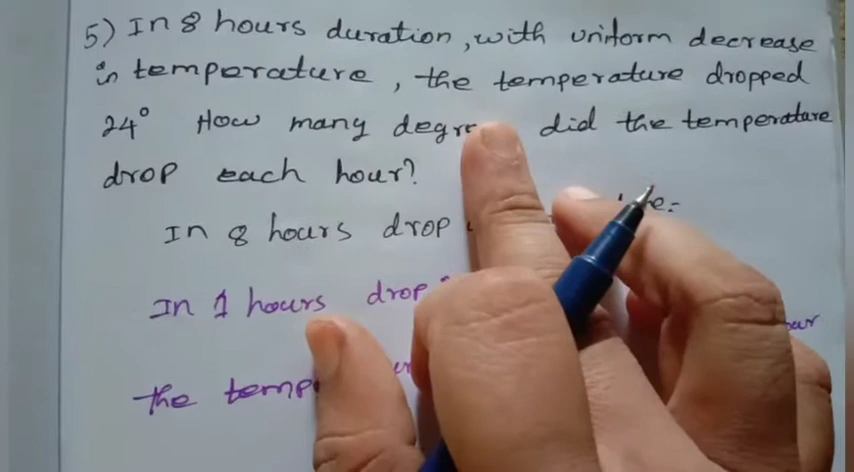 5) In 8 hours duration, with uniform decrease
in temperature, the temperature dropped
24° How many degre did the temperature
drop each hour?
In 8 hours drop
In 1 hours drop
the temp